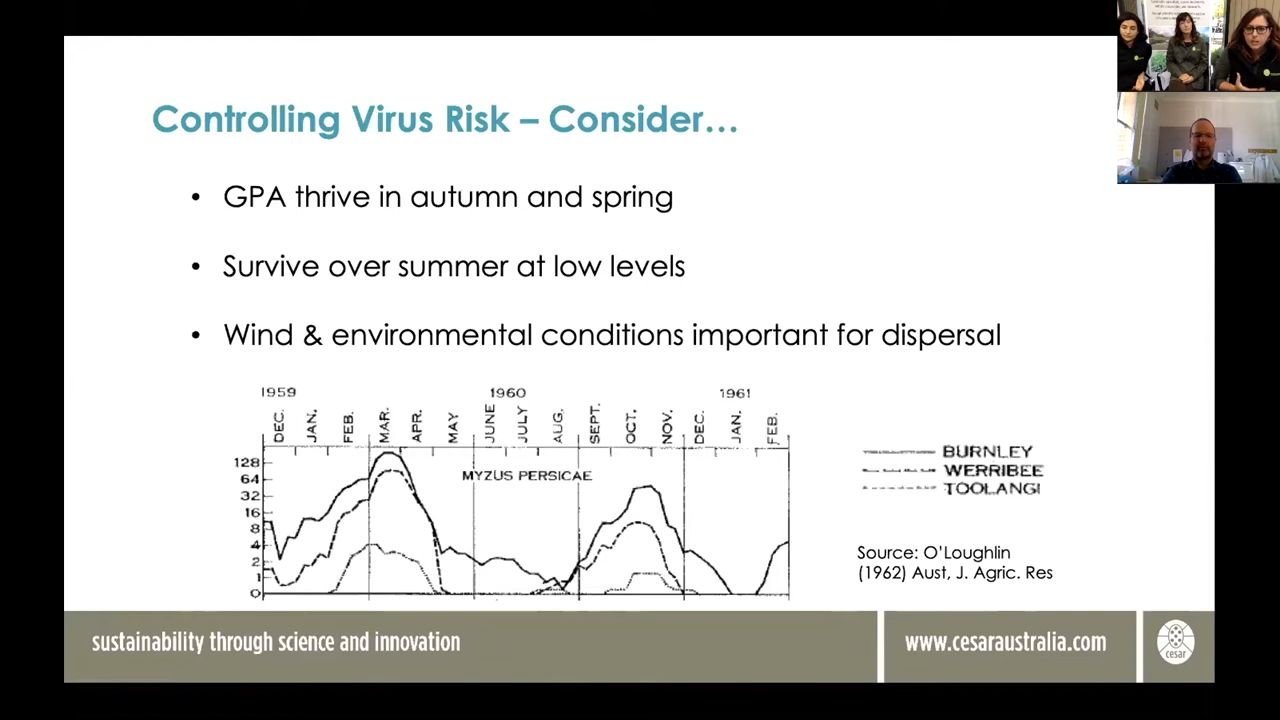 Controlling Virus Risk – Consider…
• GPA thrive in autumn and spring
• Survive over summer at low levels
• Wind & environmental conditions important for dispersal
1959 1960 1961
DEC. JAN. FEB. MAR. APR. MAY JUNE JULY AUG. SEPT. OCT. NOV. DEC. JAN. FEB.
MYZUS PERSICAE
128
64
32
16
8
4
2
1
0
BURNLEY
WERRIBEE
TOOLANGI
Source: O'Loughlin
(1962) Aust, J. Agric. Res
sustainability through science and innovation
www.cesaraustralia.com
cesar